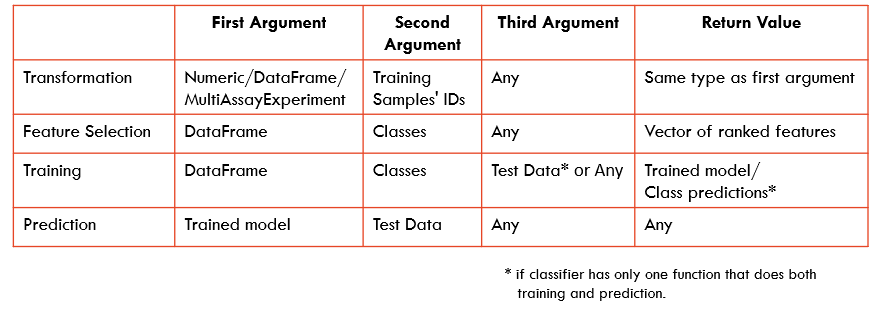 First Argument
Second
Argument
Third Argument
Return Value
Transformation
Numeric/DataFrame/
MultiAssayExperiment
Training
Samples' IDs
Any
Same type as first argument
Feature Selection
DataFrame
Classes
Any
Vector of ranked features
Training
DataFrame
Classes
Test Data* or Any
Trained model/
Class predictions*
Prediction
Trained model
Test Data
Any
Any
* if classifier has only one function that does both
training and prediction.